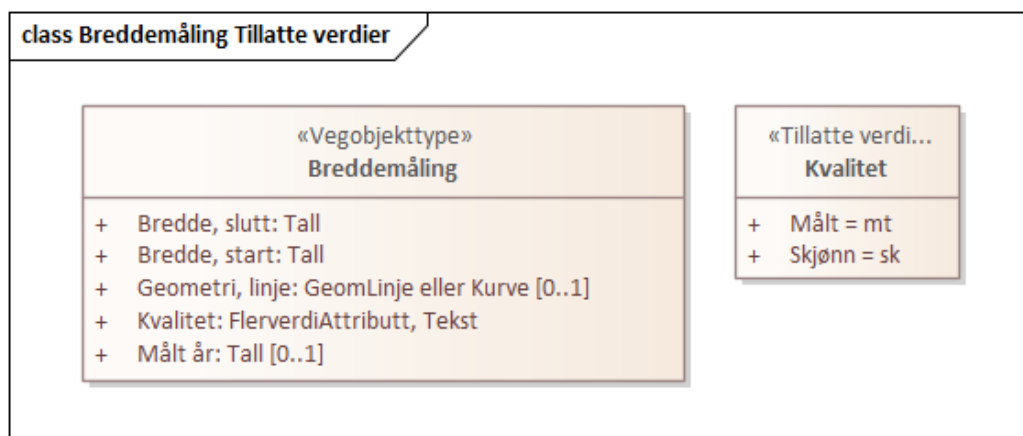 class Breddemåling Tillatte verdier
«Vegobjekttype»
Breddemåling
+ Bredde, slutt: Tall
+ Bredde, start: Tall
+ Geometri, linje: GeomLinje eller Kurve [0..1]
+ Kvalitet: FlerverdiAttributt, Tekst
+ Målt år: Tall [0..1]
«Tillatte verdi...
Kvalitet
+ Målt = mt
+ Skjønn = sk